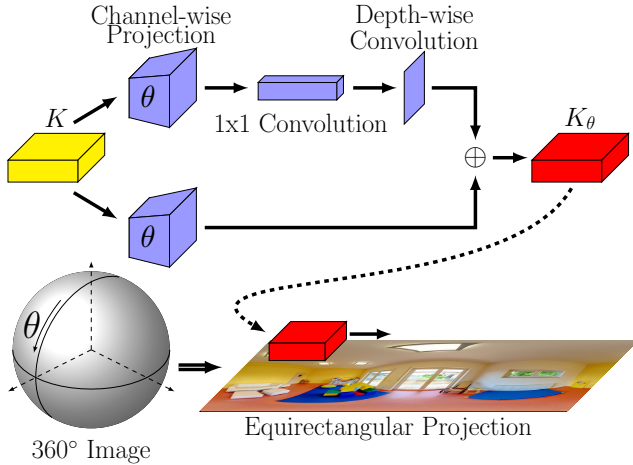 Channel-wise
Projection
Depth-wise
Convolution
θ
K
1x1 Convolution
K_θ
⊕
θ
θ
360° Image
Equirectangular Projection